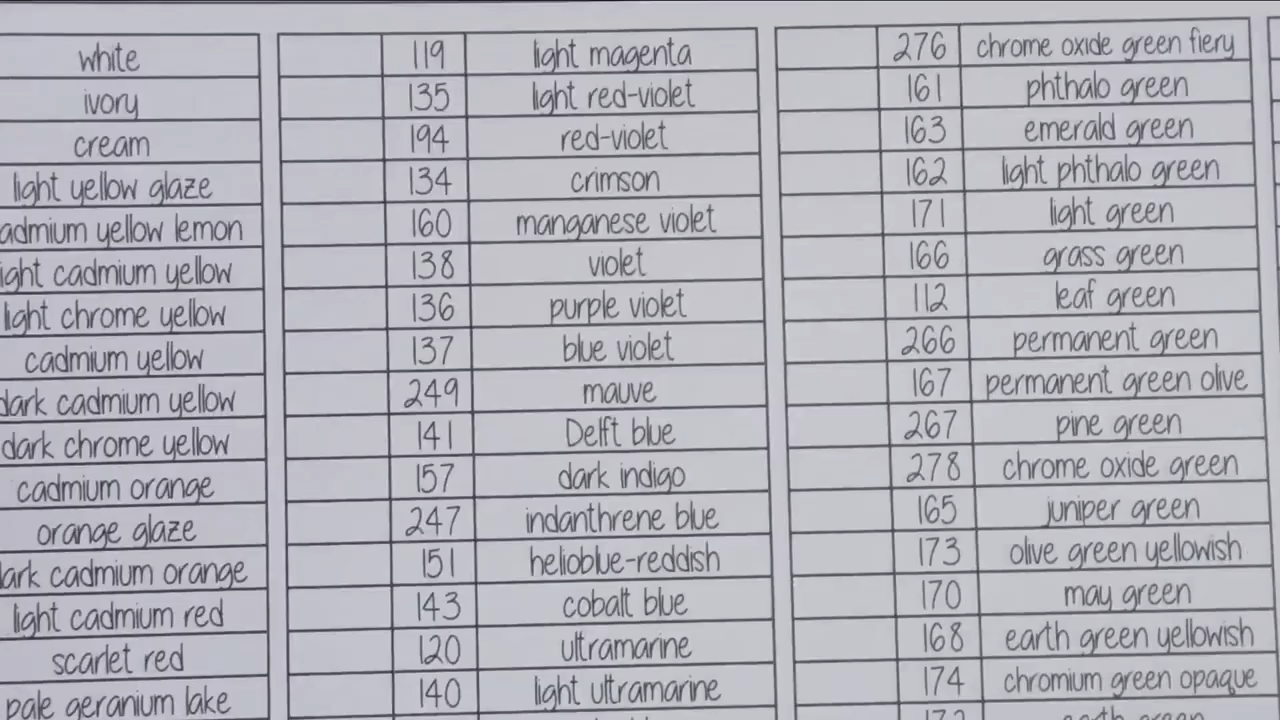 white
ivory
cream
light yellow glaze
admium yellow lemon
ight cadmium yellow
light chrome yellow
cadmium yellow
dark cadmium yellow
dark chrome yellow
cadmium orange
orange glaze
ark cadmium orange
light cadmium red
scarlet red
pale geranium lake
119 light magenta
135 light red-violet
194 red-violet
134 crimson
160 manganese violet
138 violet
136 purple violet
137 blue violet
249 mauve
141 Delft blue
157 dark indigo
247 indanthrene blue
151 helioblue-reddish
143 cobalt blue
120 ultramarine
140 light ultramarine
276 chrome oxide green fiery
161 phthalo green
163 emerald green
162 light phthalo green
171 light green
166 grass green
112 leaf green
266 permanent green
167 permanent green olive
267 pine green
278 chrome oxide green
165 juniper green
173 olive green yellowish
170 may green
168 earth green yellowish
174 chromium green opaque